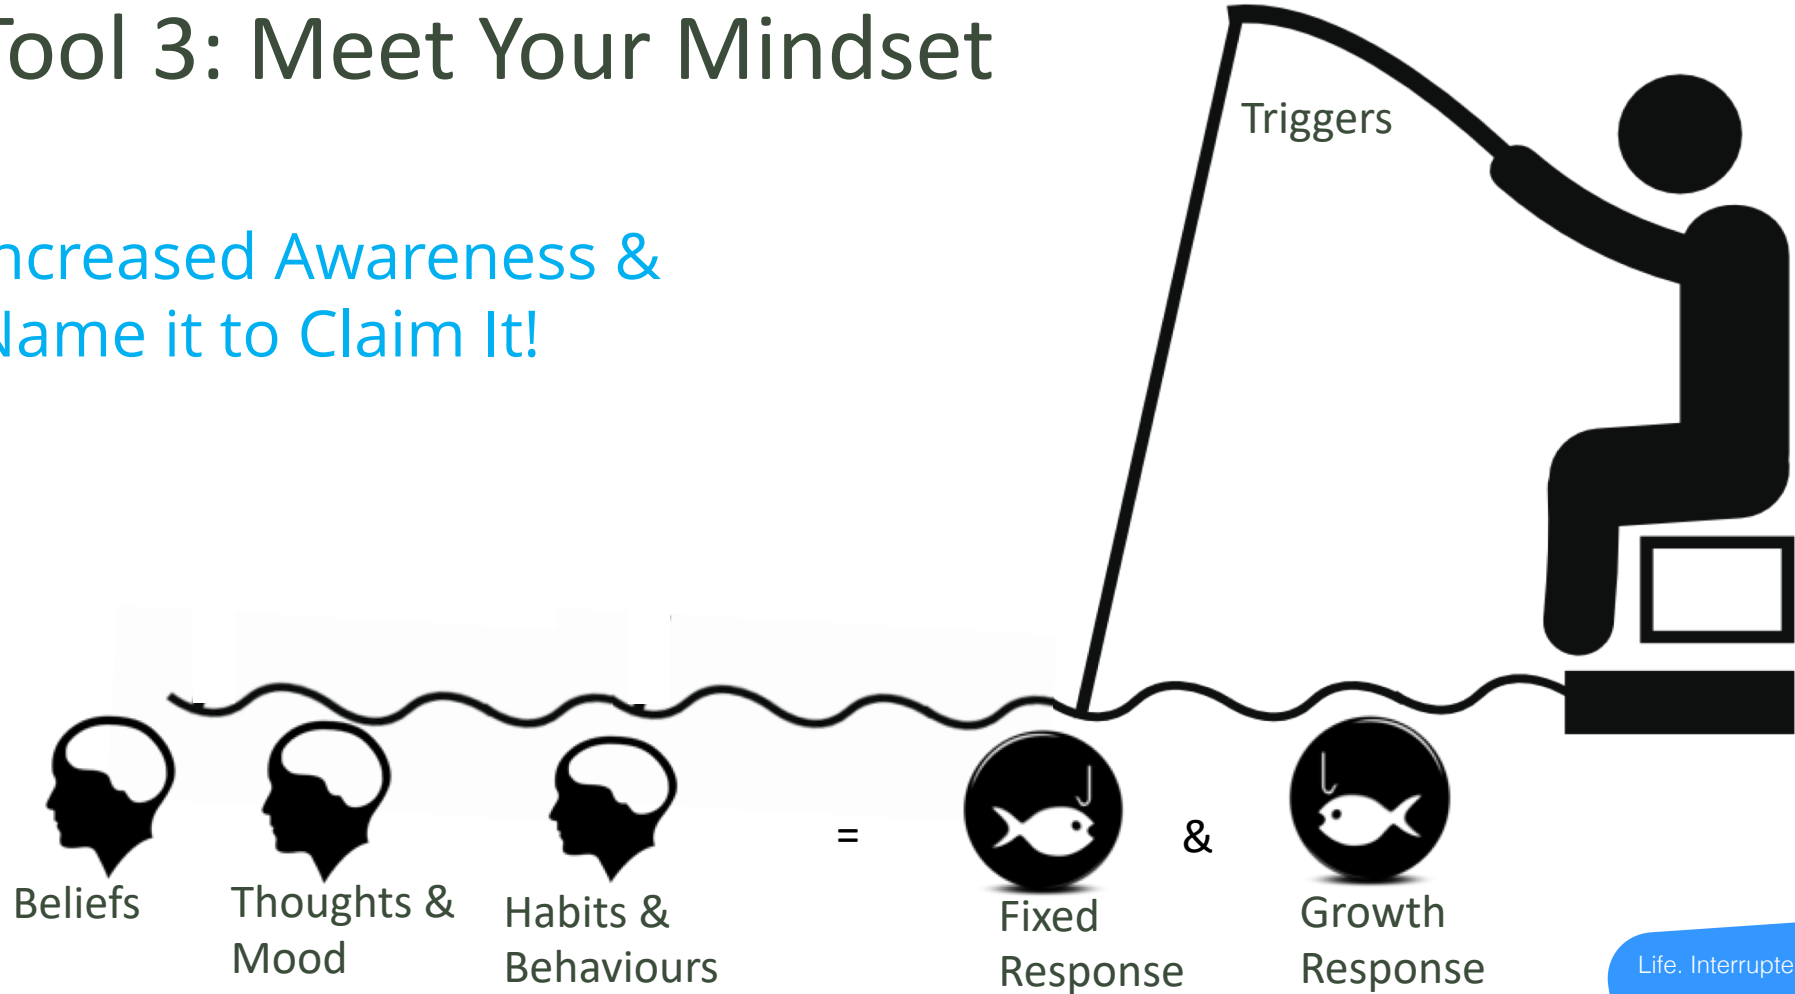 ool 3: Meet Your Mindset
Triggers
ncreased Awareness &
Name it to Claim It!
=
&
Beliefs
Thoughts &
Mood
Habits &
Behaviours
Fixed
Response
Growth
Response
Life. Interrupte